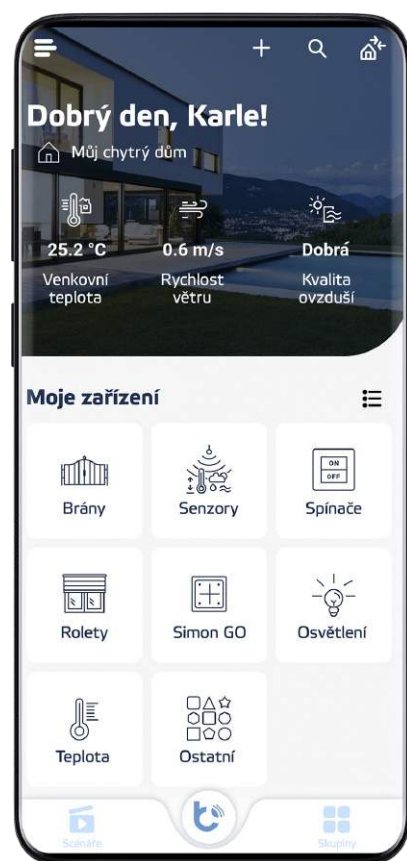 Dobrý den, Karle!
Můj chytrý dům
25.2 °C
0.6 m/s
Dobrá
Venkovní
teplota
Rychlost
větru
Kvalita
ovzduší
Moje zařízení
ON
OFF
Brány
Senzory
Spínače
Rolety
Simon GO
Osvětlení
Teplota
Ostatní
Scénáře
Skupiny